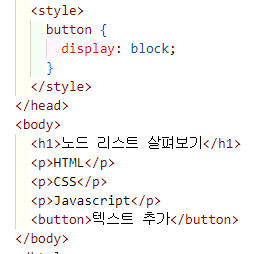 <style>
button {
display: block;
}
</style>
</head>
<body>
<h1>노드 리스트 살펴보기</h1>
<p>HTML</p>
<p>CSS</p>
<p>Javascript</p>
<button>텍스트 추가</button>
</body>